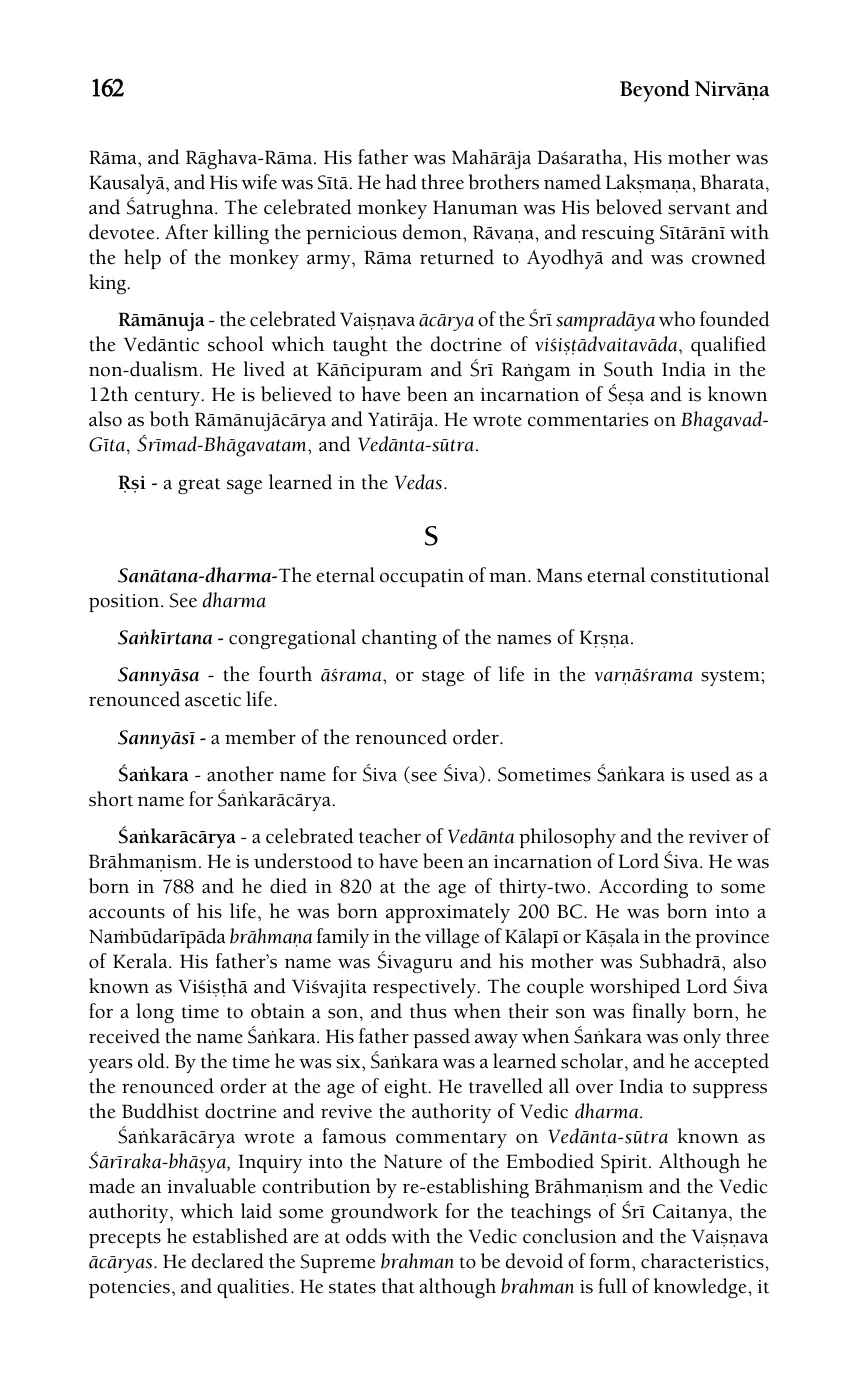 162
Beyond Nirvāṇa
Rāma, and Rāghava-Rāma. His father was Mahārāja Daśaratha, His mother was
Kausalyā, and His wife was Sītā. He had three brothers named Lakṣmaṇa, Bharata,
and Śatrughna. The celebrated monkey Hanuman was His beloved servant and
devotee. After killing the pernicious demon, Rāvaṇa, and rescuing Sītārānī with
the help of the monkey army, Rāma returned to Ayodhyā and was crowned
king.
Rāmānuja - the celebrated Vaiṣṇava ācārya of the Śrī sampradāya who founded
the Vedāntic school which taught the doctrine of viśiṣṭādvaitavāda, qualified
non-dualism. He lived at Kāñcipuram and Śrī Raṅgam in South India in the
12th century. He is believed to have been an incarnation of Śeṣa and is known
also as both Rāmānujācārya and Yatirāja. He wrote commentaries on Bhagavad-
Gīta, Śrīmad-Bhāgavatam, and Vedānta-sūtra.
Ṛṣi - a great sage learned in the Vedas.
S
Sanātana-dharma-The eternal occupatin of man. Mans eternal constitutional
position. See dharma
Saṅkīrtana - congregational chanting of the names of Kṛṣṇa.
Sannyāsa - the fourth āśrama, or stage of life in the varṇāśrama system;
renounced ascetic life.
Sannyāsī - a member of the renounced order.
Śaṅkara - another name for Śiva (see Śiva). Sometimes Śaṅkara is used as a
short name for Śaṅkarācārya.
Śaṅkarācārya - a celebrated teacher of Vedānta philosophy and the reviver of
Brāhmaṇism. He is understood to have been an incarnation of Lord Śiva. He was
born in 788 and he died in 820 at the age of thirty-two. According to some
accounts of his life, he was born approximately 200 BC. He was born into a
Naṁbūdarīpāda brāhmaṇa family in the village of Kālapī or Kāṣala in the province
of Kerala. His father’s name was Śivaguru and his mother was Subhadrā, also
known as Viśiṣṭhā and Viśvajita respectively. The couple worshiped Lord Śiva
for a long time to obtain a son, and thus when their son was finally born, he
received the name Śaṅkara. His father passed away when Śaṅkara was only three
years old. By the time he was six, Śaṅkara was a learned scholar, and he accepted
the renounced order at the age of eight. He travelled all over India to suppress
the Buddhist doctrine and revive the authority of Vedic dharma.
Śaṅkarācārya wrote a famous commentary on Vedānta-sūtra known as
Śārīraka-bhāṣya, Inquiry into the Nature of the Embodied Spirit. Although he
made an invaluable contribution by re-establishing Brāhmaṇism and the Vedic
authority, which laid some groundwork for the teachings of Śrī Caitanya, the
precepts he established are at odds with the Vedic conclusion and the Vaiṣṇava
ācāryas. He declared the Supreme brahman to be devoid of form, characteristics,
potencies, and qualities. He states that although brahman is full of knowledge, it